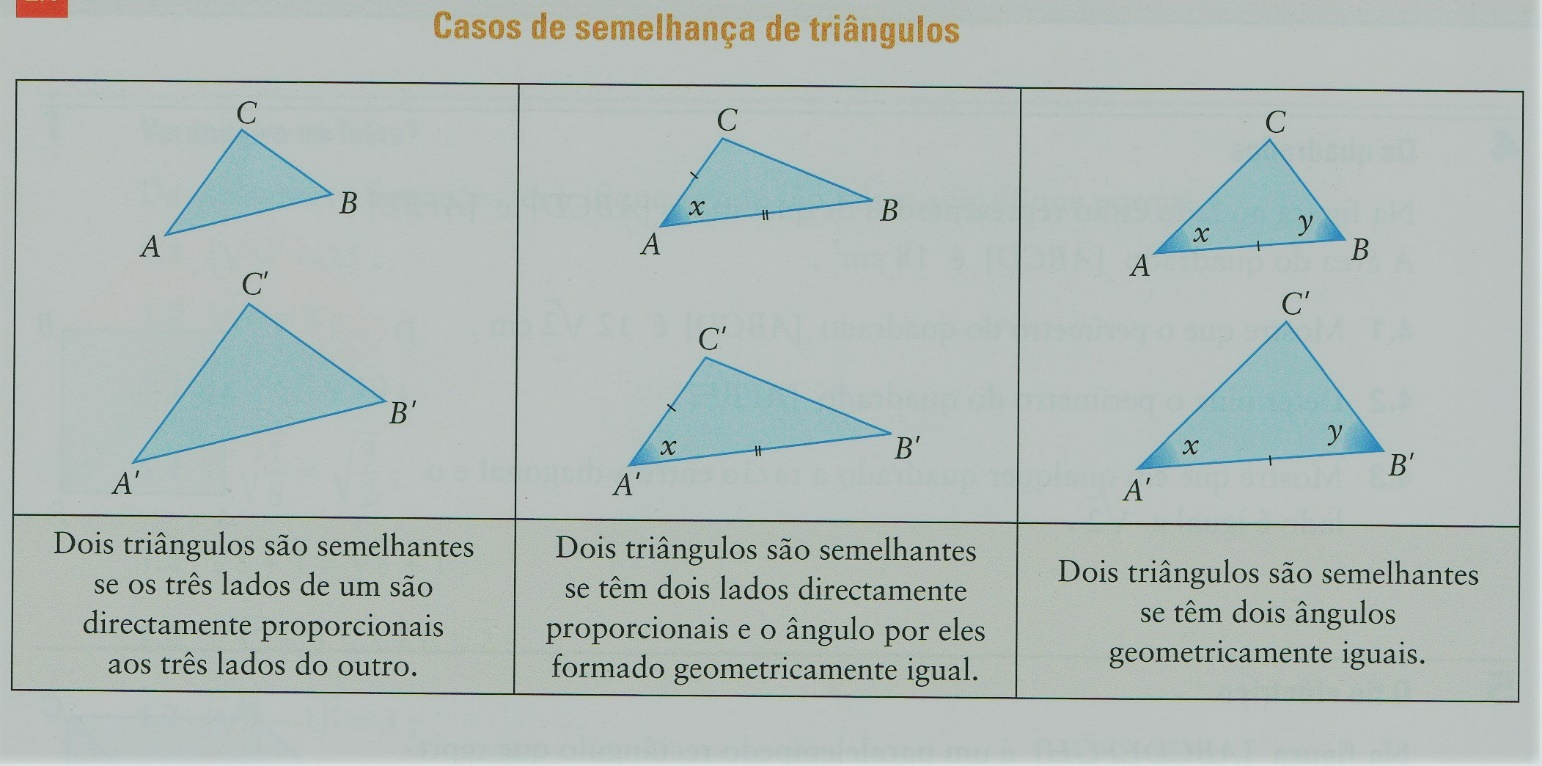 Casos de semelhança de triângulos
C
B
A
C'
B'
A'
C
x
B
A
C'
x
B'
A'
C
x
y
A
B
C'
x
y
A'
B'
Dois triângulos são semelhantes
se os três lados de um são
directamente proporcionais
aos três lados do outro.
Dois triângulos são semelhantes
se têm dois lados directamente
proporcionais e o ângulo por eles
formado geometricamente igual.
Dois triângulos são semelhantes
se têm dois ângulos
geometricamente iguais.